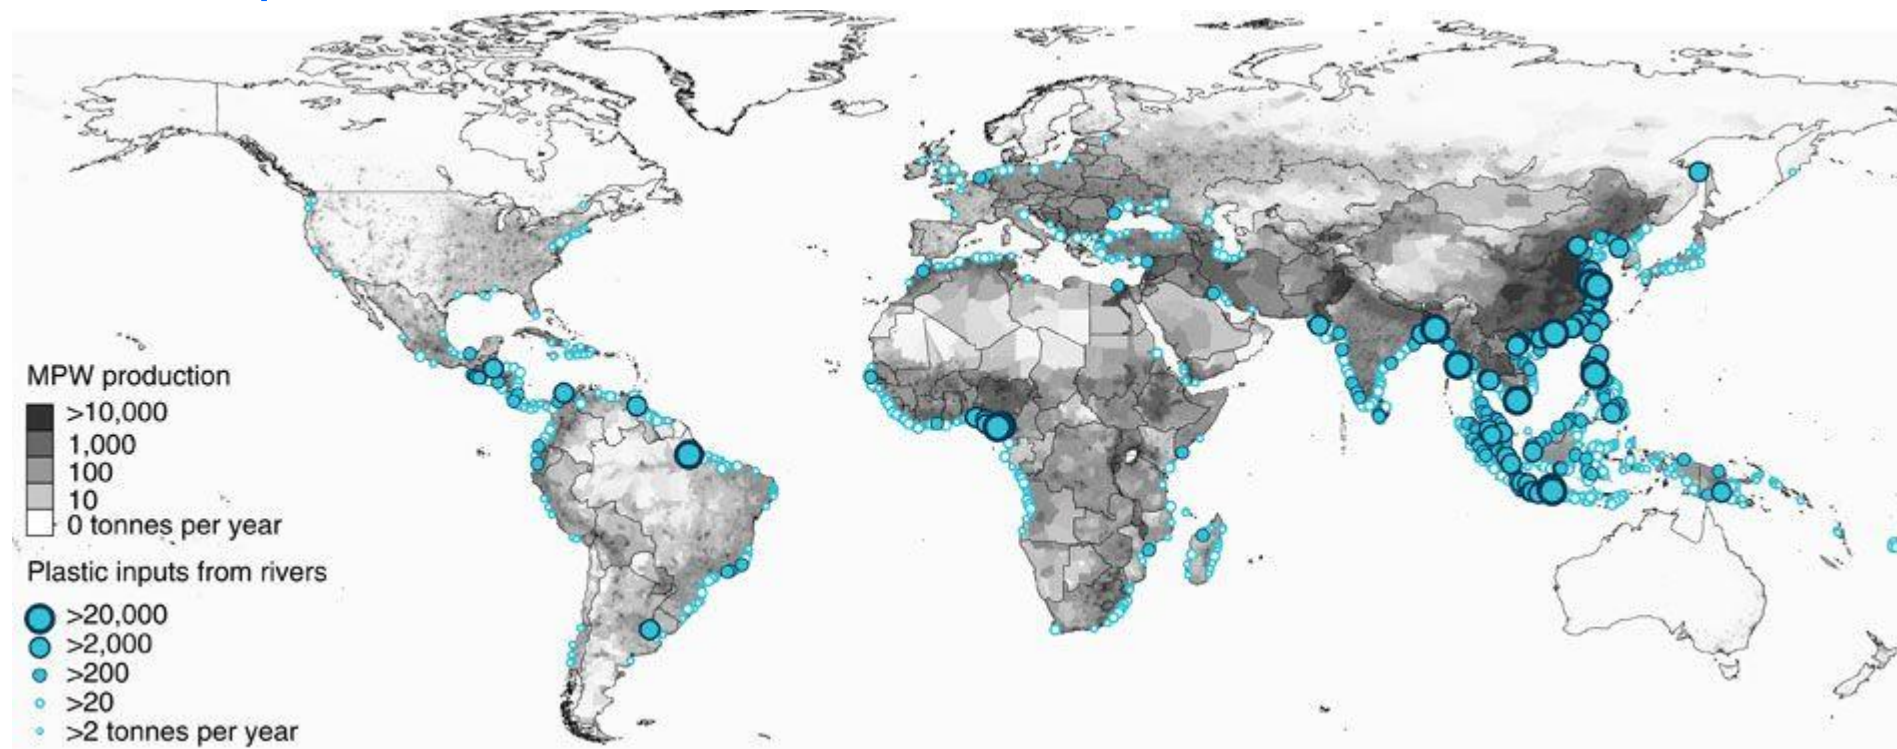 MPW production
>10,000
1,000
100
10
0 tonnes per year
Plastic inputs from rivers
>20,000
>2,000
>200
>20
>2 tonnes per year